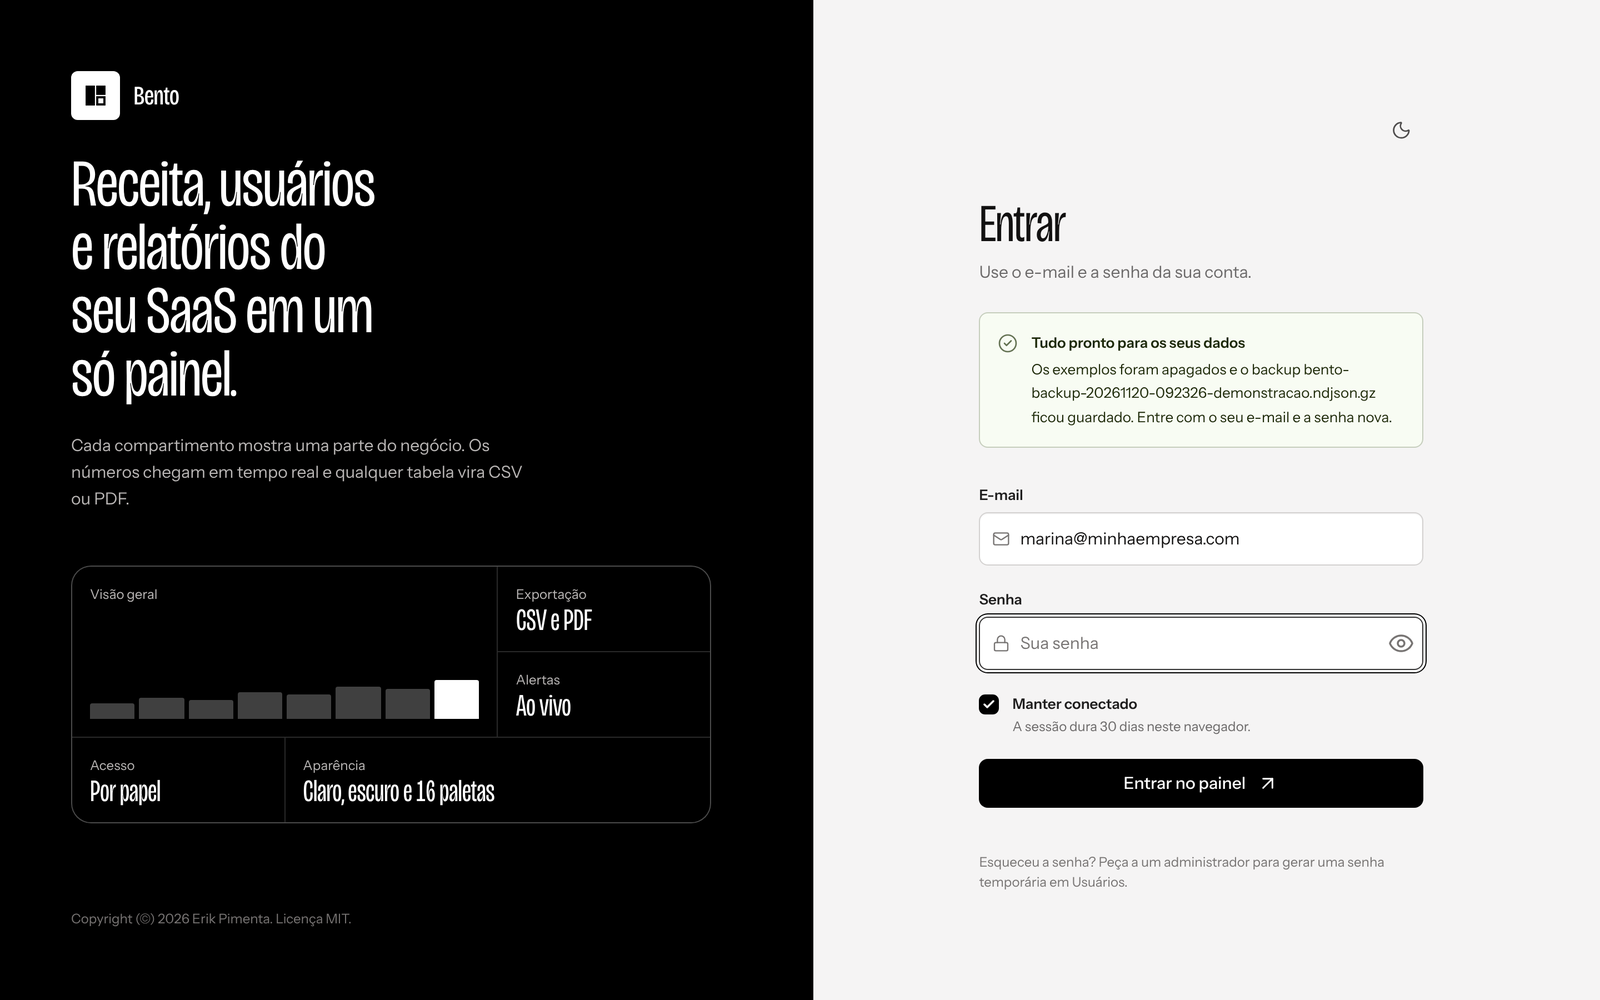 Bento
Receita, usuários
e relatórios do
seu SaaS em um
só painel.
Cada compartimento mostra uma parte do negócio. Os
números chegam em tempo real e qualquer tabela vira CSV
ou PDF.
Visão geral
Exportação
CSV e PDF
Alertas
Ao vivo
Acesso
Por papel
Aparência
Claro, escuro e 16 paletas
Copyright (©) 2026 Erik Pimenta. Licença MIT.
Entrar
Use o e-mail e a senha da sua conta.
Tudo pronto para os seus dados
Os exemplos foram apagados e o backup bento-
backup-20261120-092326-demonstracao.ndjson.gz
ficou guardado. Entre com o seu e-mail e a senha nova.
E-mail
marina@minhaempresa.com
Senha
Sua senha
Manter conectado
A sessão dura 30 dias neste navegador.
Entrar no painel
Esqueceu a senha? Peça a um administrador para gerar uma senha
temporária em Usuários.